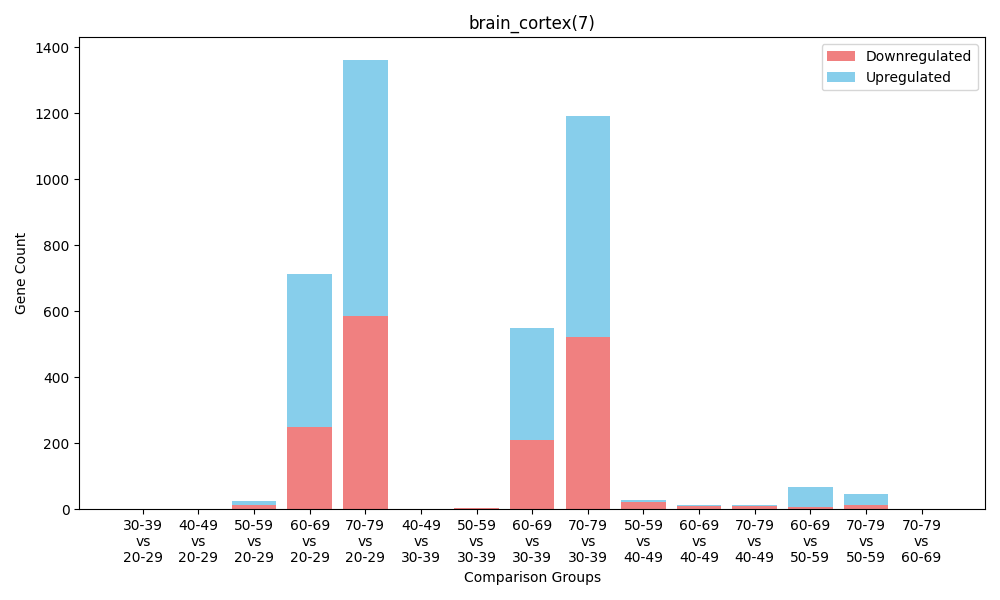 brain_cortex(7)
Downregulated
Upregulated
Gene Count
1400
1200
1000
800
600
400
200
0
30-39 40-49 50-59 60-69 70-79 40-49 50-59 60-69 70-79 50-59 60-69 70-79 60-69 70-79 70-79
vs vs vs vs vs vs vs vs vs vs vs vs vs vs vs
20-29 20-29 20-29 20-29 20-29 30-39 30-39 30-39 30-39 40-49 40-49 40-49 50-59 50-59 60-69
Comparison Groups